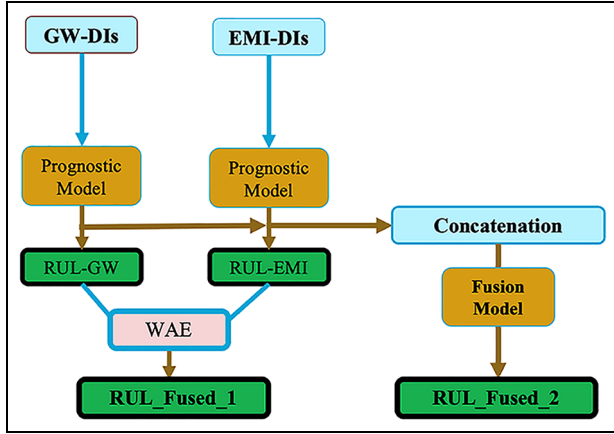 GW-DIs
EMI-DIs
Prognostic
Model
Prognostic
Model
Concatenation
RUL-GW
RUL-EMI
Fusion
Model
WAE
RUL_Fused_1
RUL_Fused_2